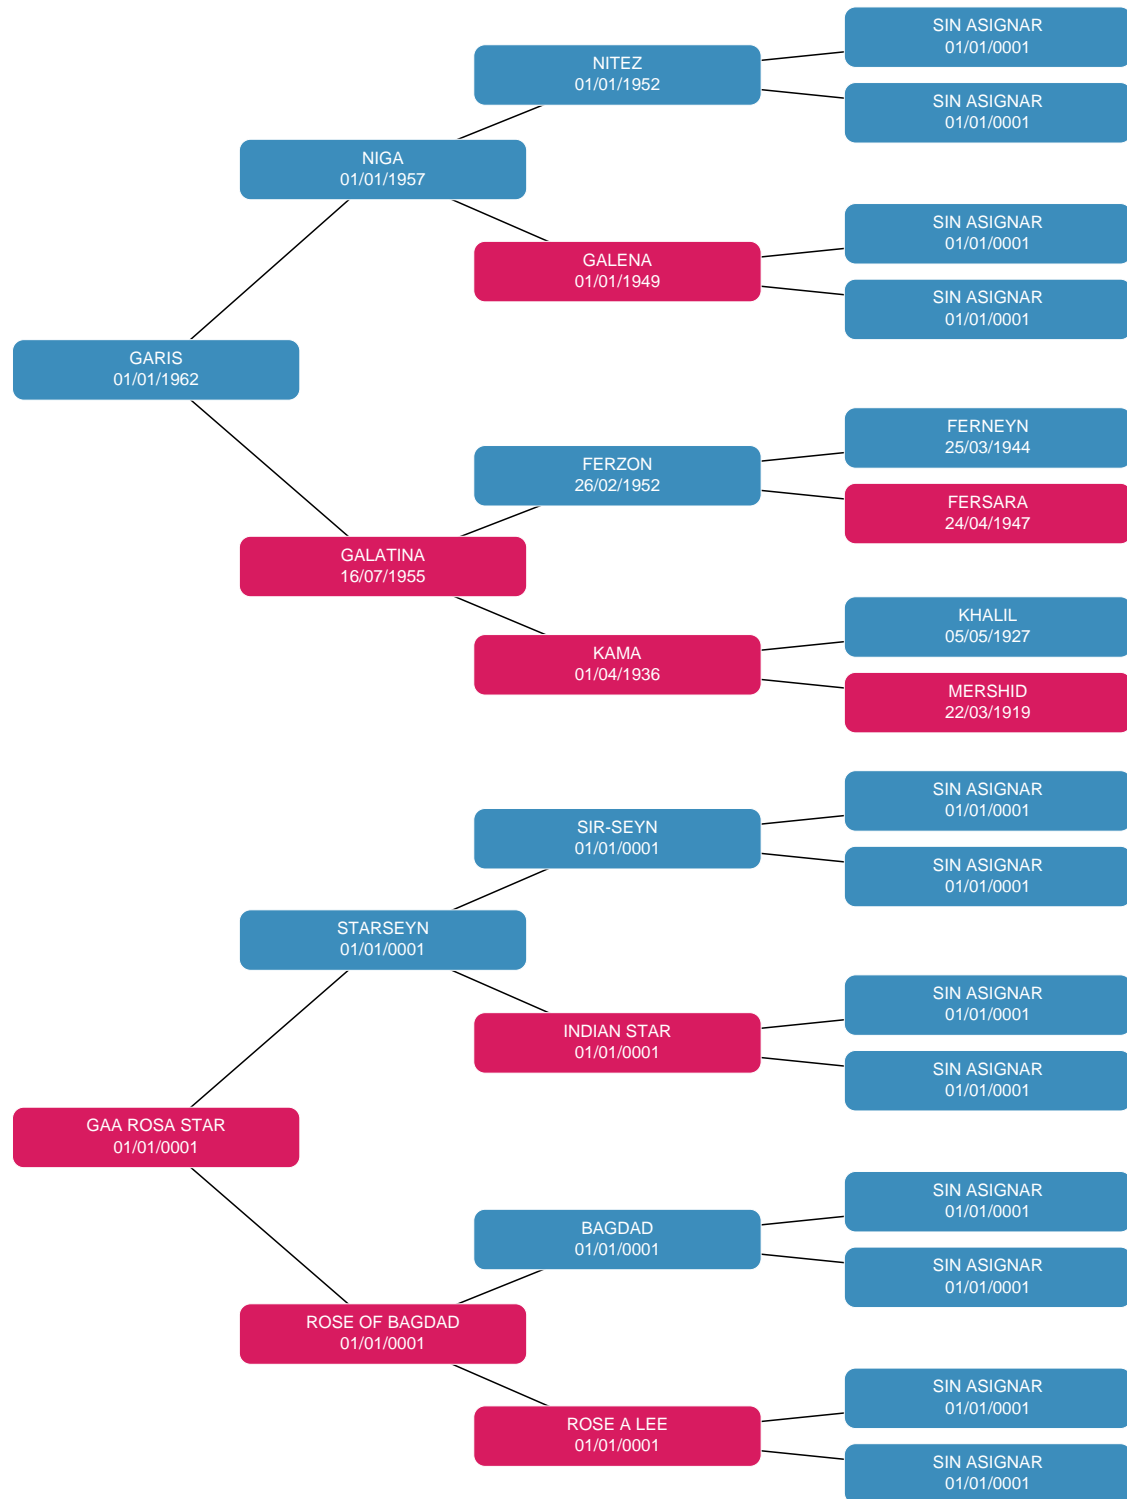 SIN ASIGNAR
01/01/0001
NITEZ
01/01/1952
SIN ASIGNAR
01/01/0001
NIGA
01/01/1957
SIN ASIGNAR
01/01/0001
GALENA
01/01/1949
SIN ASIGNAR
01/01/0001
GARIS
01/01/1962
FERNEYN
25/03/1944
FERZON
26/02/1952
FERSARA
24/04/1947
GALATINA
16/07/1955
KHALIL
05/05/1927
KAMA
01/04/1936
MERSHID
22/03/1919
SIN ASIGNAR
01/01/0001
SIR-SEYN
01/01/0001
SIN ASIGNAR
01/01/0001
STARSEYN
01/01/0001
SIN ASIGNAR
01/01/0001
INDIAN STAR
01/01/0001
SIN ASIGNAR
01/01/0001
GAA ROSA STAR
01/01/0001
SIN ASIGNAR
01/01/0001
BAGDAD
01/01/0001
SIN ASIGNAR
01/01/0001
ROSE OF BAGDAD
01/01/0001
SIN ASIGNAR
01/01/0001
ROSE A LEE
01/01/0001
SIN ASIGNAR
01/01/0001